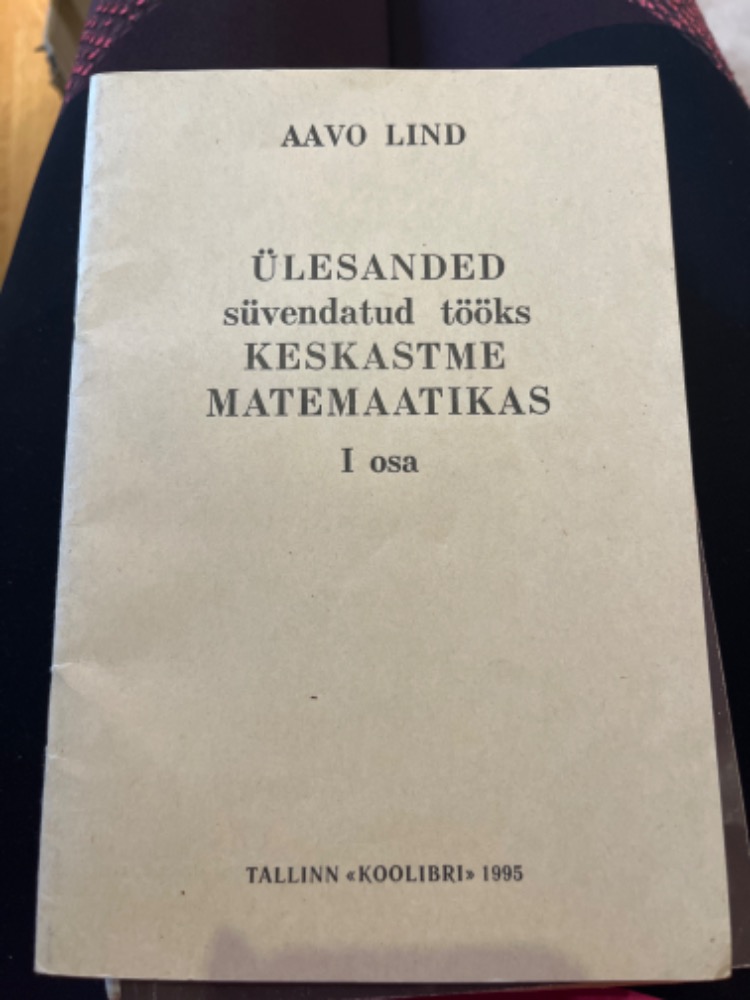 AAVO LIND
ÜLESANDED
süvendatud tööks
KESKASTME
MATEMAATIKAS
I osa
TALLINN «KOOLIBRI» 1995